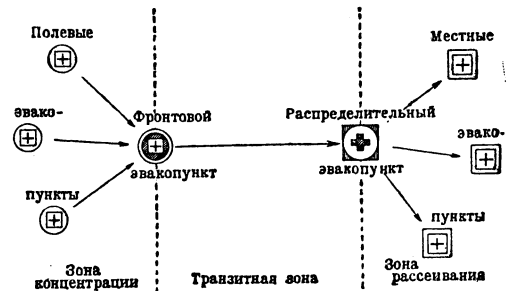 Полевые
эвако-
пункты
Фронтовой
эвакопункт
Распределительный
эвакопункт
Местные
эвако-
пункты
Зона
концентрации
Транзитная зона
Зона
рассеивания